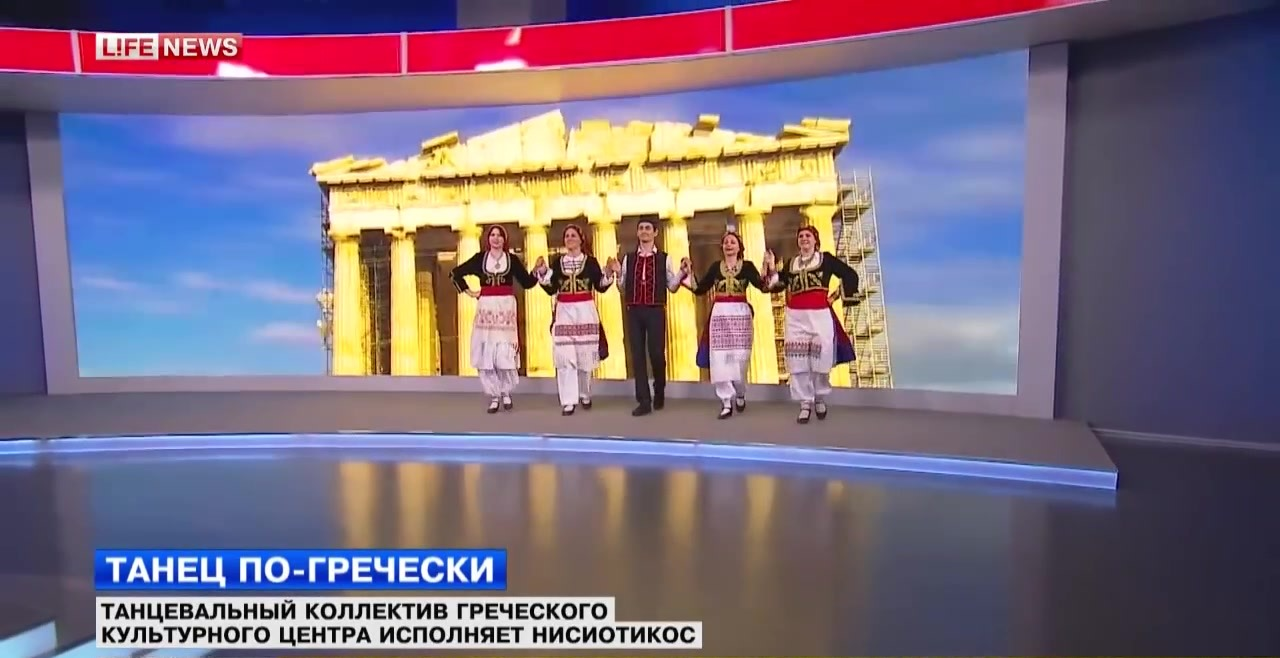 LIFE NEWS
ТАНЕЦ ПО-ГРЕЧЕСКИ
ТАНЦЕВАЛЬНЫЙ КОЛЛЕКТИВ ГРЕЧЕСКОГО
КУЛЬТУРНОГО ЦЕНТРА ИСПОЛНЯЕТ НИСИОТИКОС